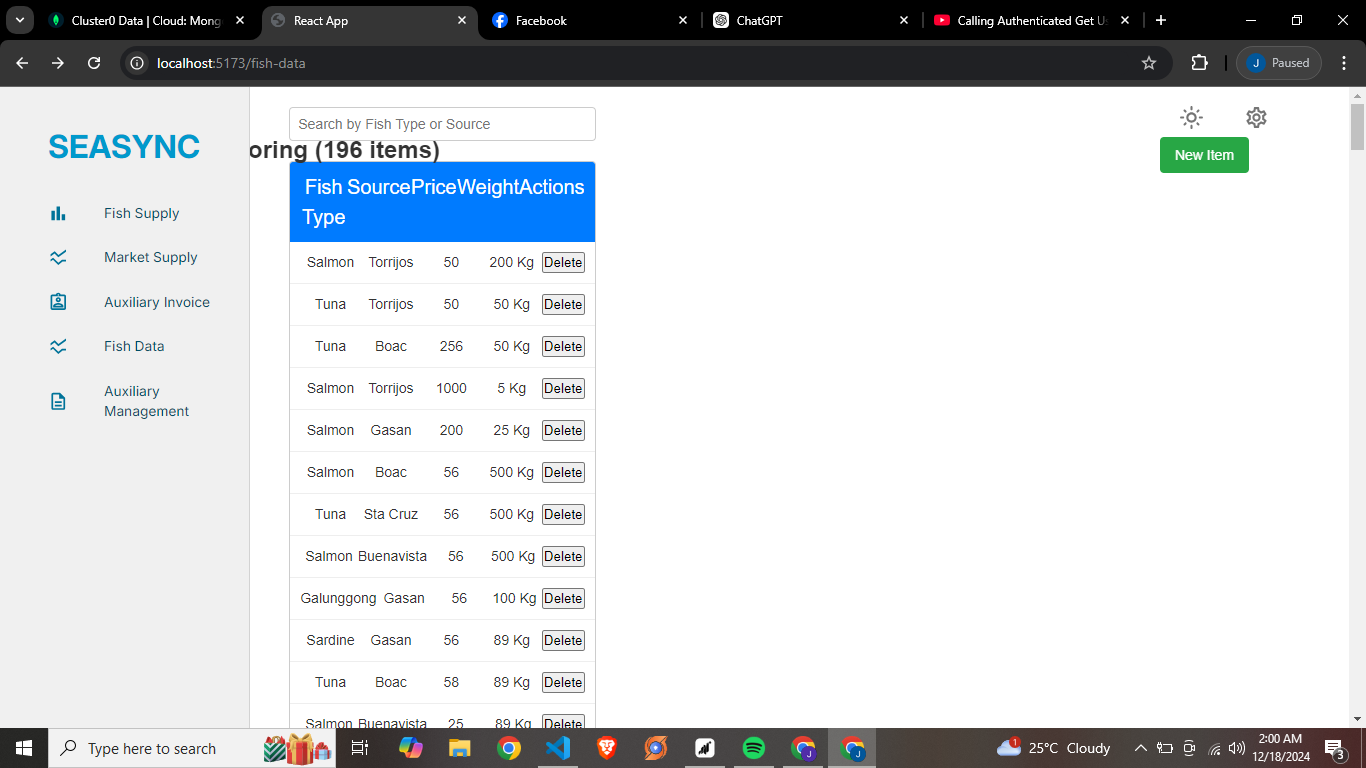 Cluster0 Data | Cloud: Mong
React App
Facebook
ChatGPT
Calling Authenticated Get U
localhost:5173/fish-data
J Paused
SEASYNC
Fish Supply
Market Supply
Auxiliary Invoice
Fish Data
Auxiliary
Management
Search by Fish Type or Source
oring (196 items)
New Item
Fish Type Source Price Weight Actions
Salmon Torrijos 50 200 Kg Delete
Tuna Torrijos 50 50 Kg Delete
Tuna Boac 256 50 Kg Delete
Salmon Torrijos 1000 5 Kg Delete
Salmon Gasan 200 25 Kg Delete
Salmon Boac 56 500 Kg Delete
Tuna Sta Cruz 56 500 Kg Delete
Salmon Buenavista 56 500 Kg Delete
Galunggong Gasan 56 100 Kg Delete
Sardine Gasan 56 89 Kg Delete
Tuna Boac 58 89 Kg Delete
Salmon Buenavista 25 89 Kg Delete
Type here to search
1
25°C Cloudy
2:00 AM
12/18/2024
3